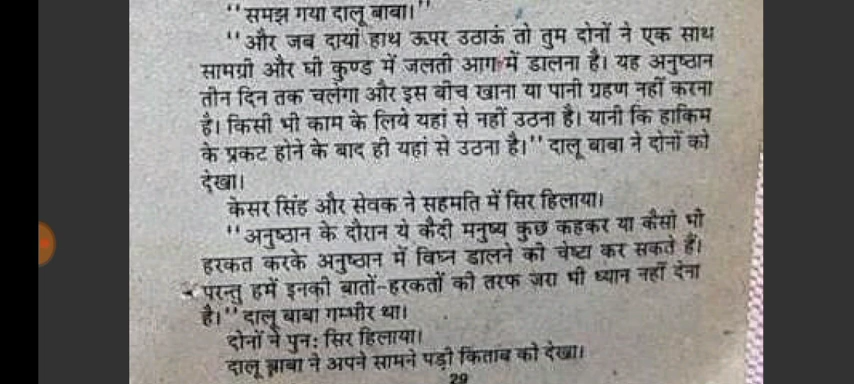 "समझ गया दालू बाबा।"
"और जब दायां हाथ ऊपर उठाऊं तो तुम दोनों ने एक साथ
सामग्री और घी कुण्ड में जलती आग में डालना है। यह अनुष्ठान
तीन दिन तक चलेगा और इस बीच खाना या पानी ग्रहण नहीं करना
है। किसी भी काम के लिये यहां से नहीं उठना है। यानी कि हाकिम
के प्रकट होने के बाद ही यहां से उठना है।" दालू बाबा ने दोनों को
देखा।
केसर सिंह और सेवक ने सहमति में सिर हिलाया।
"अनुष्ठान के दौरान ये कैदी मनुष्य कुछ कहकर या कैसी भी
हरकत करके अनुष्ठान में विघ्न डालने की चेष्टा कर सकते हैं।
परन्तु हमें इनकी बातों-हरकतों की तरफ जरा भी ध्यान नहीं देना
है।" दालू बाबा गम्भीर था।
दोनों ने पुनः सिर हिलाया।
दालू बाबा ने अपने सामने पड़ी किताब को देखा।
29